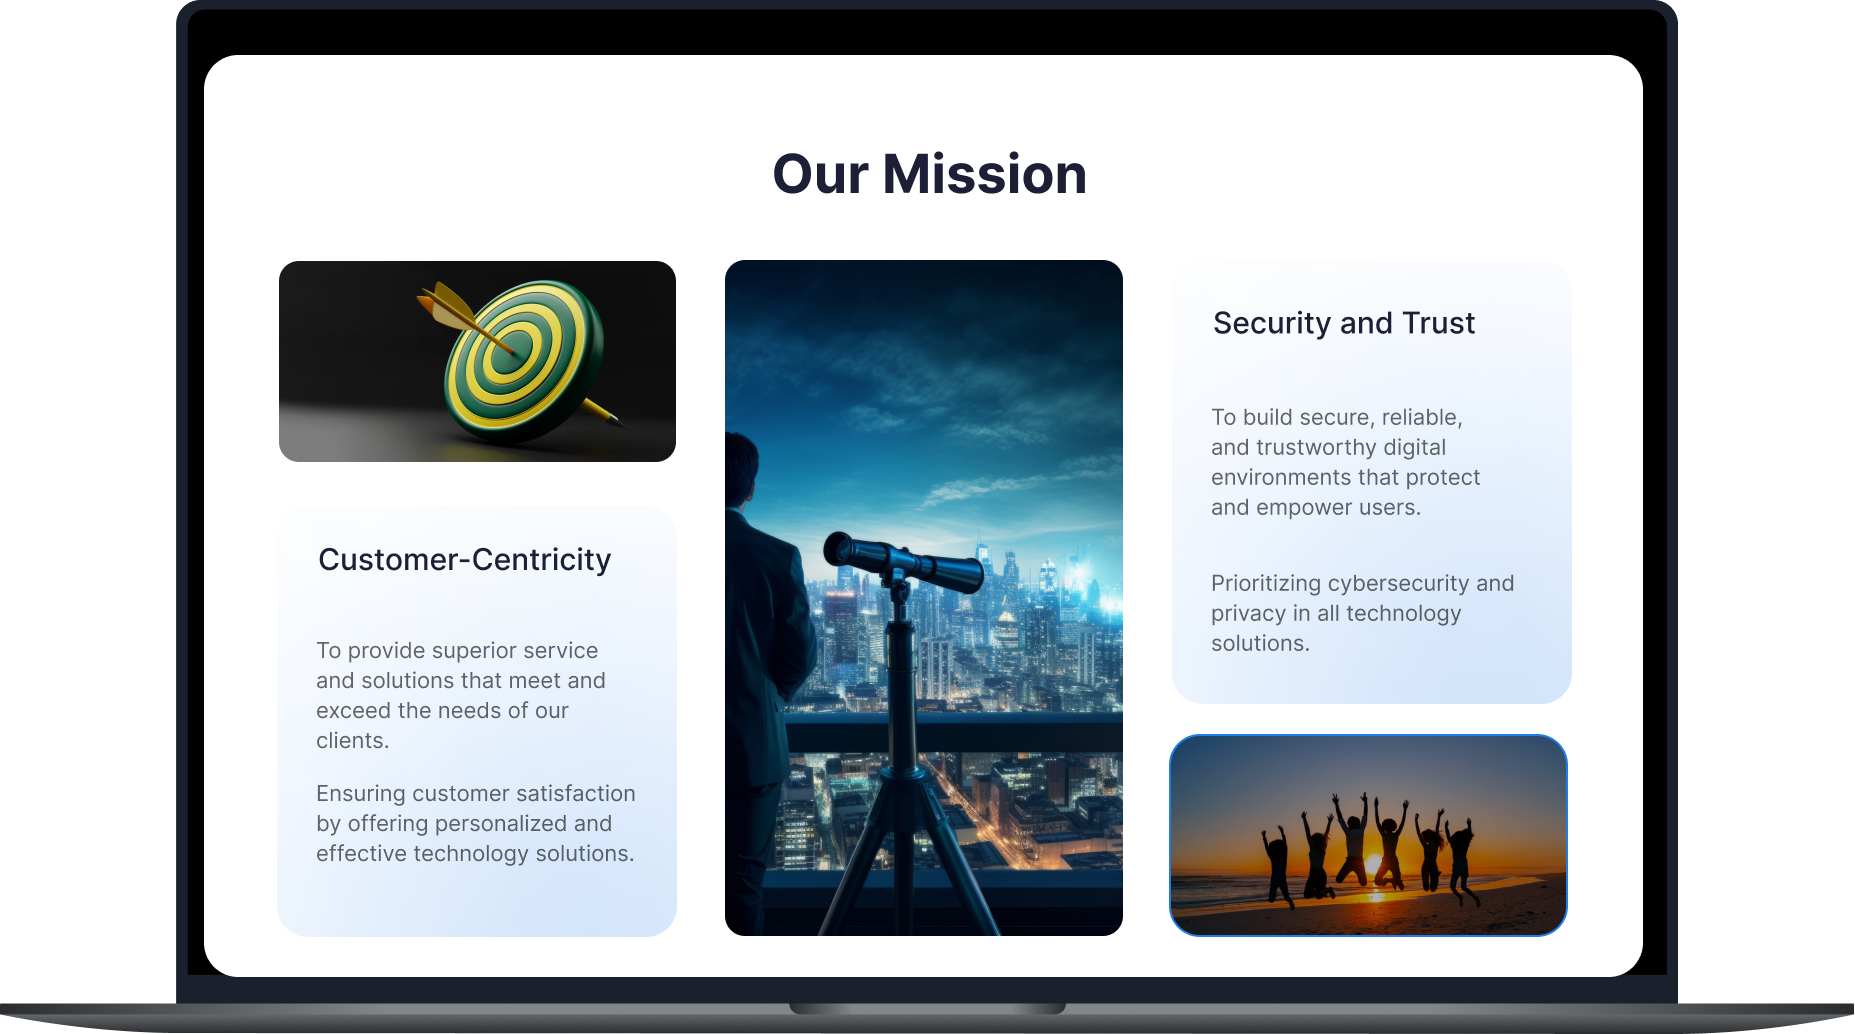 Our Mission
Customer-Centricity
To provide superior service
and solutions that meet and
exceed the needs of our
clients.
Ensuring customer satisfaction
by offering personalized and
effective technology solutions.
Security and Trust
To build secure, reliable,
and trustworthy digital
environments that protect
and empower users.
Prioritizing cybersecurity and
privacy in all technology
solutions.